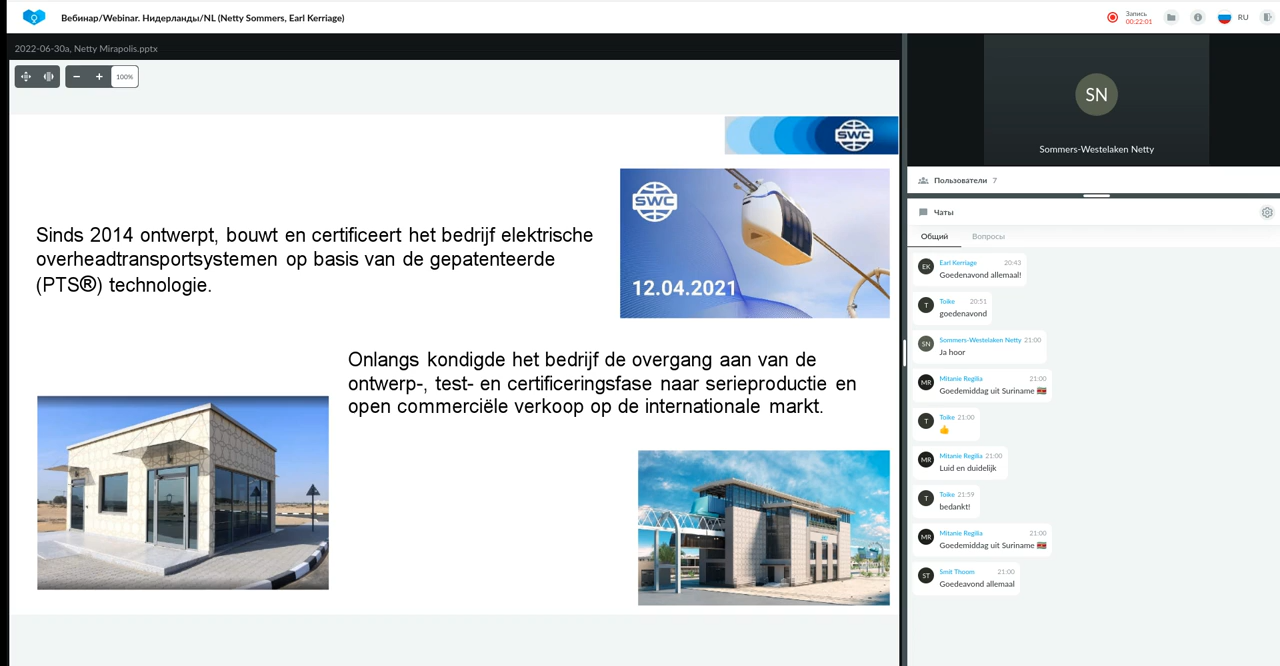 Вебинар/Webinar. Нидерланды/NL (Netty Sommers, Earl Kerriage)
Запись
00:22:01
RU
2022-06-30a, Netty Mirapolis.pptx
100%
SWC
SWC
12.04.2021
Sinds 2014 ontwerpt, bouwt en certificeert het bedrijf elektrische
overheadtransportsystemen op basis van de gepatenteerde
(PTS®) technologie.
Onlangs kondigde het bedrijf de overgang aan van de
ontwerp-, test- en certificeringsfase naar serieproductie en
open commerciële verkoop op de internationale markt.
SN
Sommers-Westelaken Netty
Пользователи 7
Чаты
Общий Вопросы
EK Earl Kerriage 20:43
Goedenavond allemaal!
T Toike 20:51
goedenavond
SN Sommers-Westelaken Netty 21:00
Ja hoor
MR Mitanie Regilia 21:00
Goedemiddag uit Suriname 🇸🇷
T Toike 21:00
👍
MR Mitanie Regilia 21:00
Luid en duidelijk
T Toike 21:59
bedankt!
MR Mitanie Regilia 21:00
Goedemiddag uit Suriname 🇸🇷
ST Smit Thoom 21:00
Goedeavond allemaal